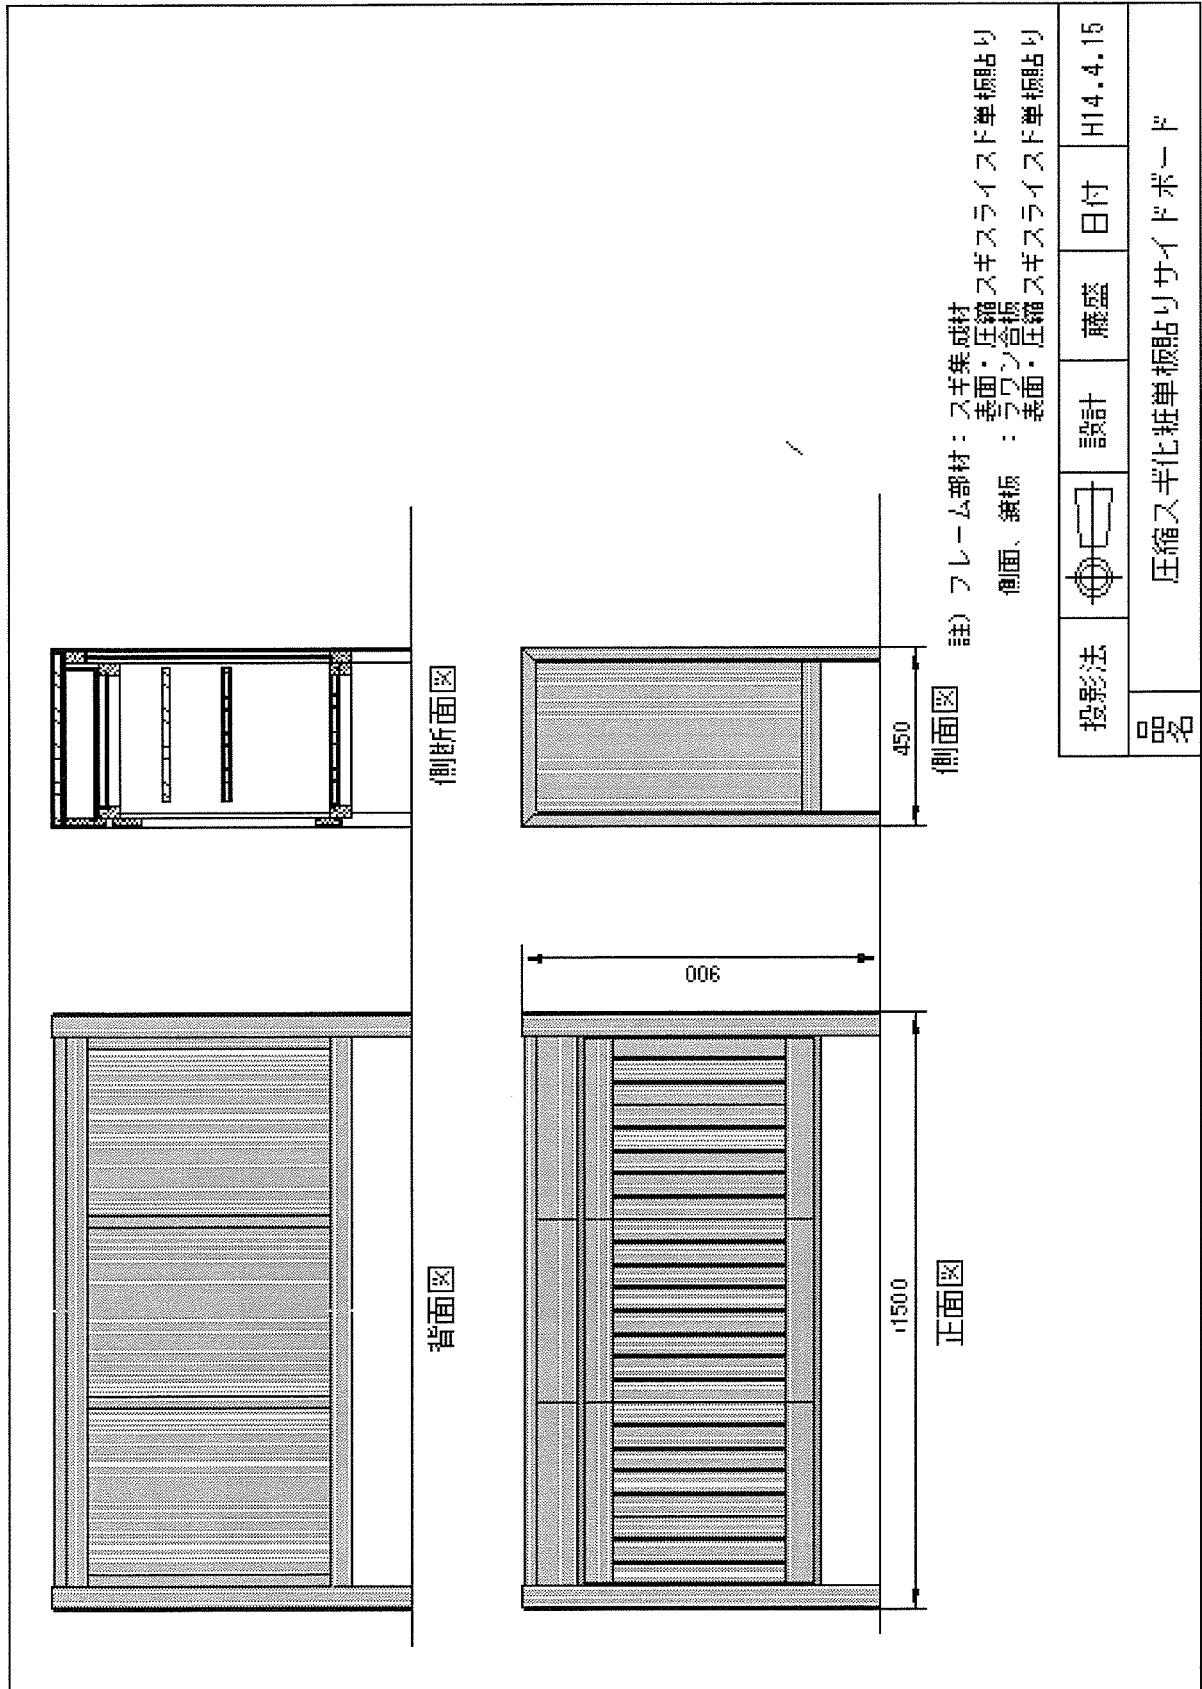 背面図
側断面図
900
1500
450
正面図
側面図
註) フレーム部材：スギ集成材
表面・圧縮スギスライスド単板貼り
側面、鏡板 ：ラワン合板
表面・圧縮スギスライスド単板貼り
投影法 設計 藤盛 日付 H14.4.15
品名 圧縮スギ化粧単板貼りサイドボード